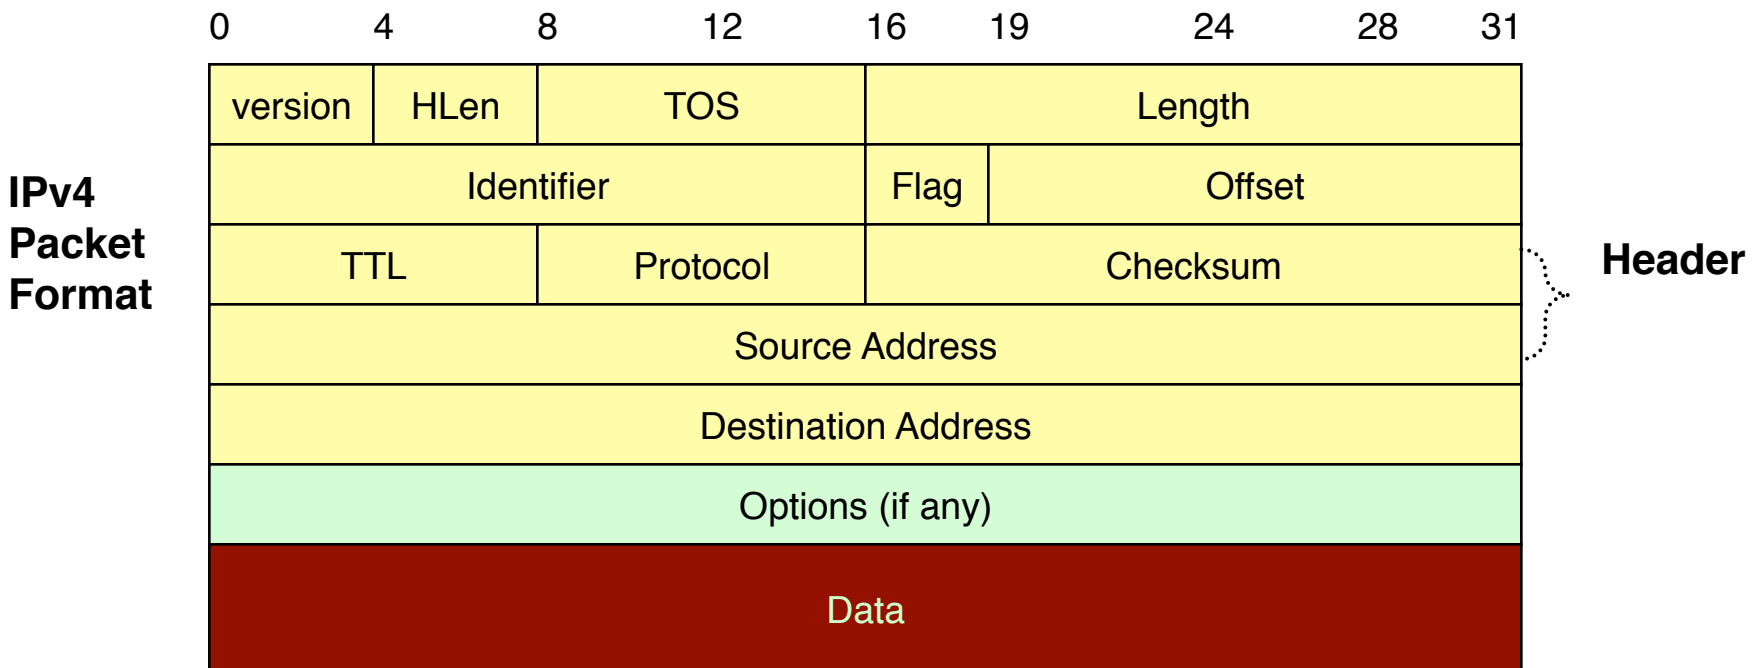 0 4 8 12 16 19 24 28 31
version HLen TOS Length
Identifier Flag Offset
IPv4
Packet
Format
TTL Protocol Checksum
Header
Source Address
Destination Address
Options (if any)
Data